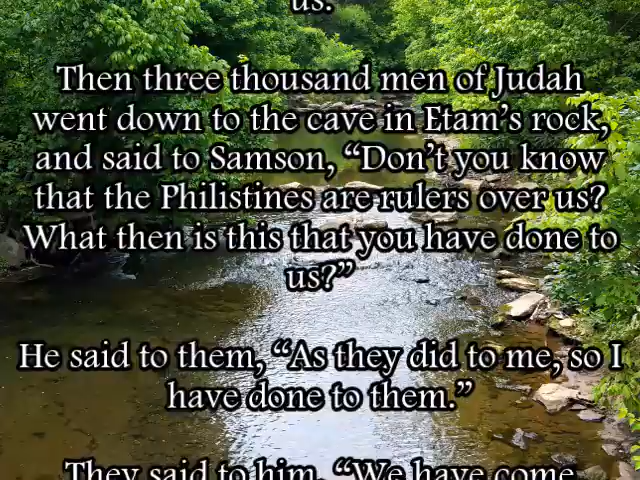 us.”
Then three thousand men of Judah
went down to the cave in Etam’s rock,
and said to Samson, “Don’t you know
that the Philistines are rulers over us?
What then is this that you have done to
us?”
He said to them, “As they did to me, so I
have done to them.”
They said to him, “We have come